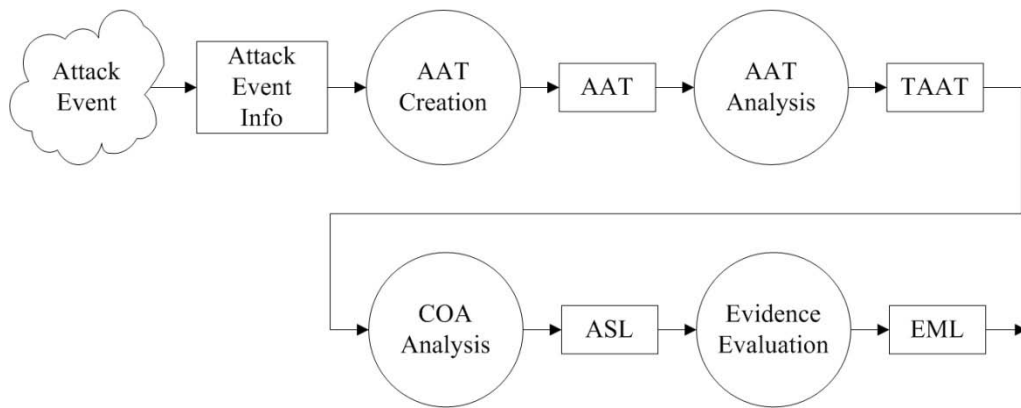 Attack
Event
Attack
Event
Info
AAT
Creation
AAT
AAT
Analysis
TAAT
COA
Analysis
ASL
Evidence
Evaluation
EML